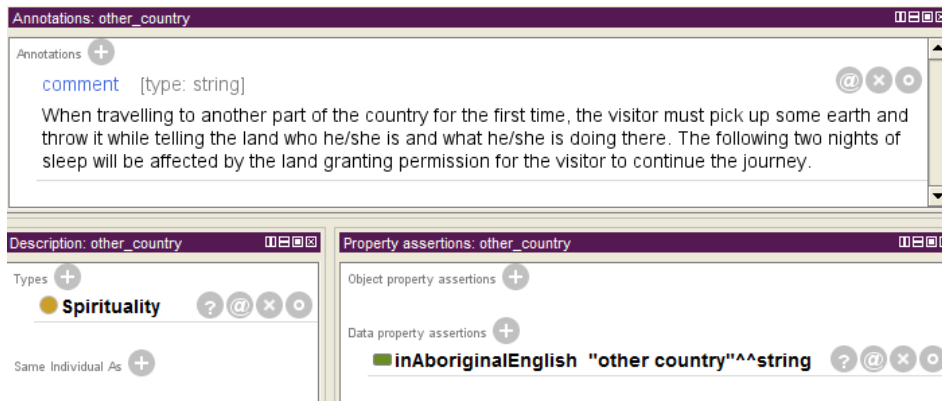 Annotations: other_country
Annotations
comment [type: string]
When travelling to another part of the country for the first time, the visitor must pick up some earth and
throw it while telling the land who he/she is and what he/she is doing there. The following two nights of
sleep will be affected by the land granting permission for the visitor to continue the journey.
Description: other_country
Types
Spirituality
Same Individual As
Property assertions: other_country
Object property assertions
Data property assertions
inAboriginalEnglish "other country"^^string